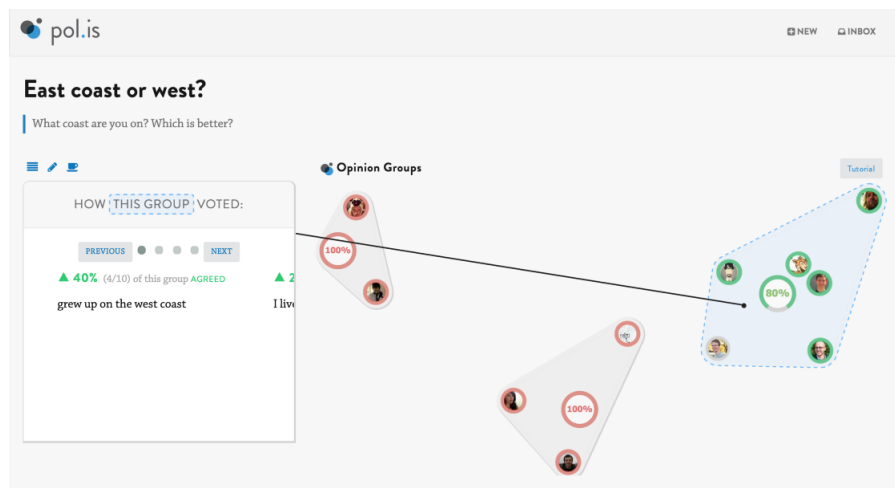 pol.is
NEW
INBOX
East coast or west?
What coast are you on? Which is better?
Opinion Groups
Tutorial
HOW THIS GROUP VOTED:
PREVIOUS
NEXT
▲ 40% (4/10) of this group AGREED
▲ 2
grew up on the west coast
I liv
100%
80%
100%